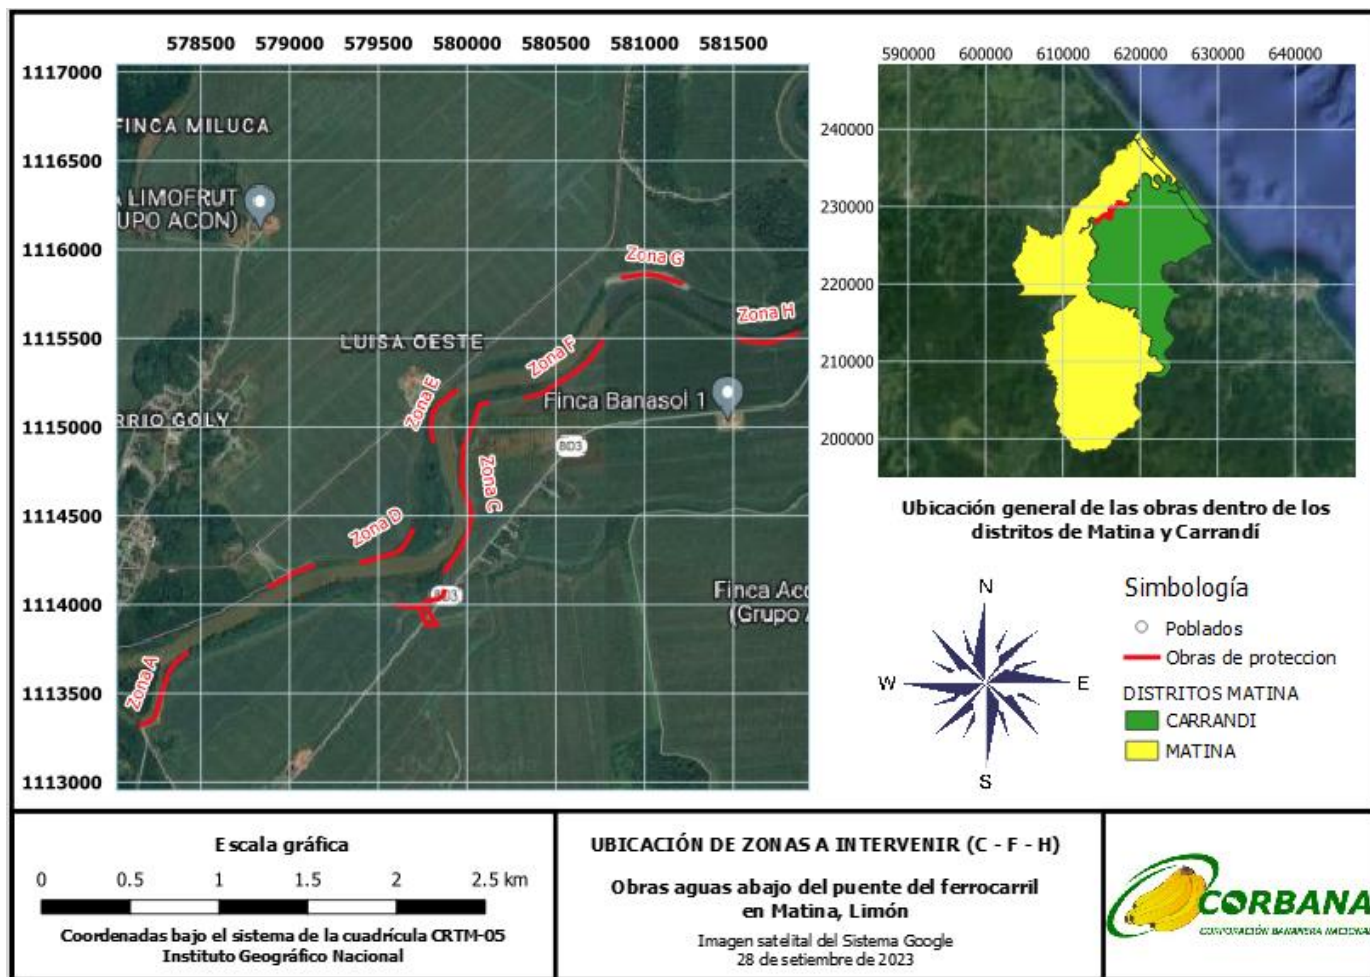 578500 579000 579500 580000 580500 581000 581500
1117000
1116500
1116000
1115500
1115000
1114500
1114000
1113500
1113000
FINCA MILUCA
LIMOFRUT
UPO ACON)
Zona G
Zona H
LUISA OESTE
Zona F
Zona E
Finca Banasol 1
RRIO GOLY
803
Zona C
Zona D
Finca Aco
(Grupo
803
Zona A
590000 600000 610000 620000 630000 640000
240000
230000
220000
210000
200000
Ubicación general de las obras dentro de los
distritos de Matina y Carrandí
N
W E
S
Simbología
Poblados
Obras de proteccion
DISTRITOS MATINA
CARRANDI
MATINA
Escala gráfica
0 0.5 1 1.5 2 2.5 km
Coordenadas bajo el sistema de la cuadrícula CRTM-05
Instituto Geográfico Nacional
UBICACIÓN DE ZONAS A INTERVENIR (C - F - H)
Obras aguas abajo del puente del ferrocarril
en Matina, Limón
Imagen satelital del Sistema Google
28 de setiembre de 2023
CORBANA
CORPORACIÓN BANANERA NACIONAL